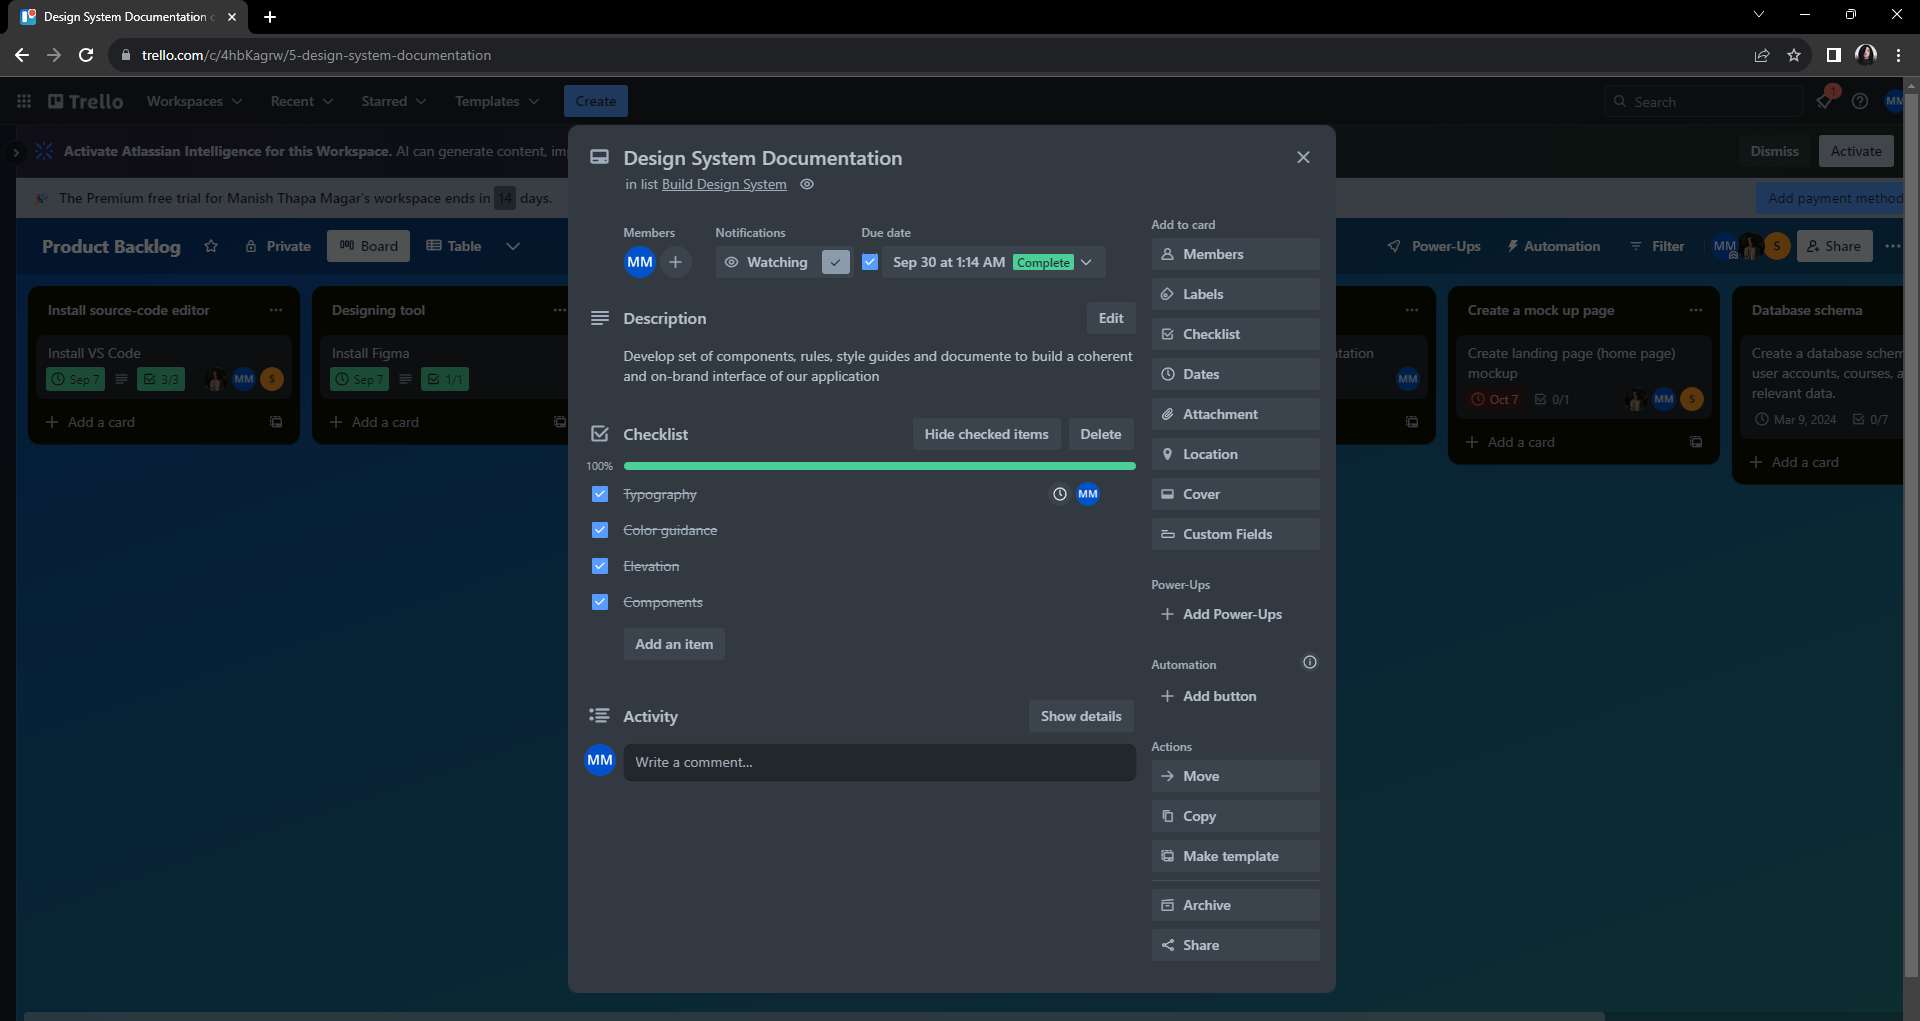 Design System Documentation
trello.com/c/4hbKagrw/5-design-system-documentation
Trello Workspaces Recent Starred Templates Create Search 1 MM
Activate Atlassian Intelligence for this Workspace. AI can generate content, Dismiss Activate
The Premium free trial for Manish Thapa Magar's workspace ends in 14 days. Add payment method
Product Backlog Private Board Table Power-Ups Automation Filter MM S Share
Install source-code editor
Install VS Code
Sep 7 3/3 MM S
Add a card
Designing tool
Install Figma
Sep 7 1/1
Add a card
Design System Documentation
in list Build Design System
Members Notifications Due date
MM Watching Sep 30 at 1:14 AM Complete
Description Edit
Develop set of components, rules, style guides and documente to build a coherent
and on-brand interface of our application
Checklist Hide checked items Delete
100%
Typography MM
Color guidance
Elevation
Components
Add an item
Activity Show details
MM Write a comment...
Add to card
Members
Labels
Checklist
Dates
Attachment
Location
Cover
Custom Fields
Power-Ups
Add Power-Ups
Automation
Add button
Actions
Move
Copy
Make template
Archive
Share
MM
Create a mock up page
Create landing page (home page)
mockup
Oct 7 0/1 MM S
Add a card
Database schema
Create a database
user accounts, courses,
relevant data.
Mar 9, 2024 0/7
Add a card